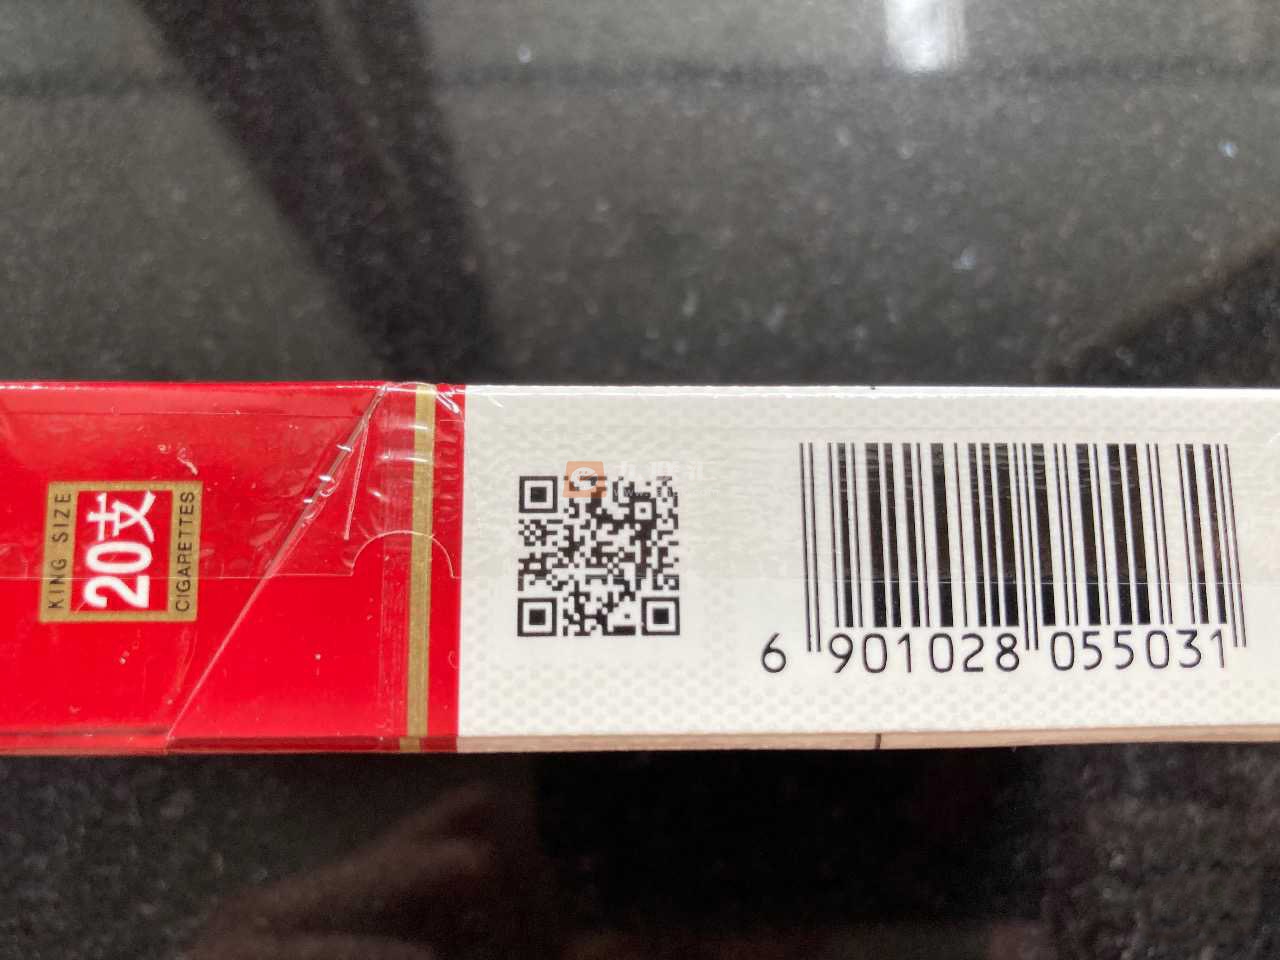 KING SIZE
20支
CIGARETTES
6 901028 055031